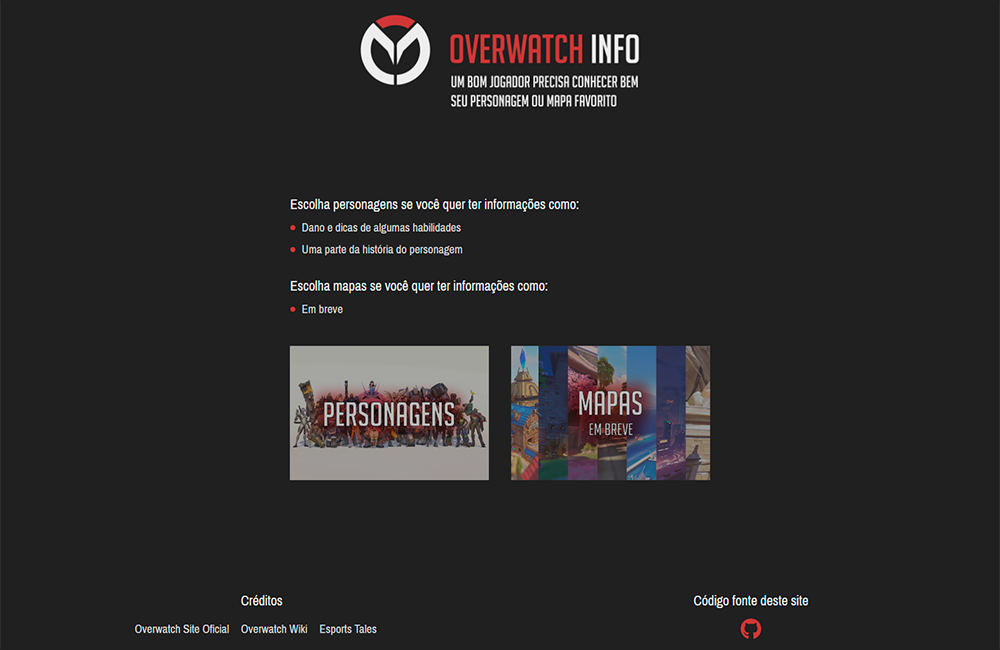 OVERWATCH INFO
UM BOM JOGADOR PRECISA CONHECER BEM
SEU PERSONAGEM OU MAPA FAVORITO
Escolha personagens se você quer ter informações como:
Dano e dicas de algumas habilidades
Uma parte da história do personagem
Escolha mapas se você quer ter informações como:
Em breve
PERSONAGENS
MAPAS
EM BREVE
Créditos
Overwatch Site Oficial Overwatch Wiki Esports Tales
Código fonte deste site